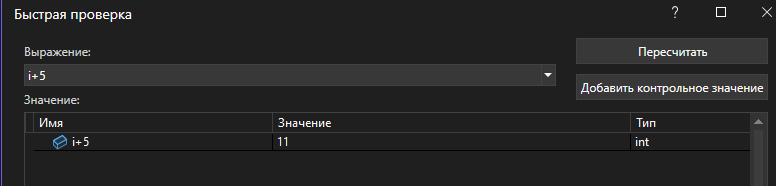 Быстрая проверка
?
Выражение:
Пересчитать
i+5
Добавить контрольное значение
Значение:
Имя Значение Тип
i+5 11 int